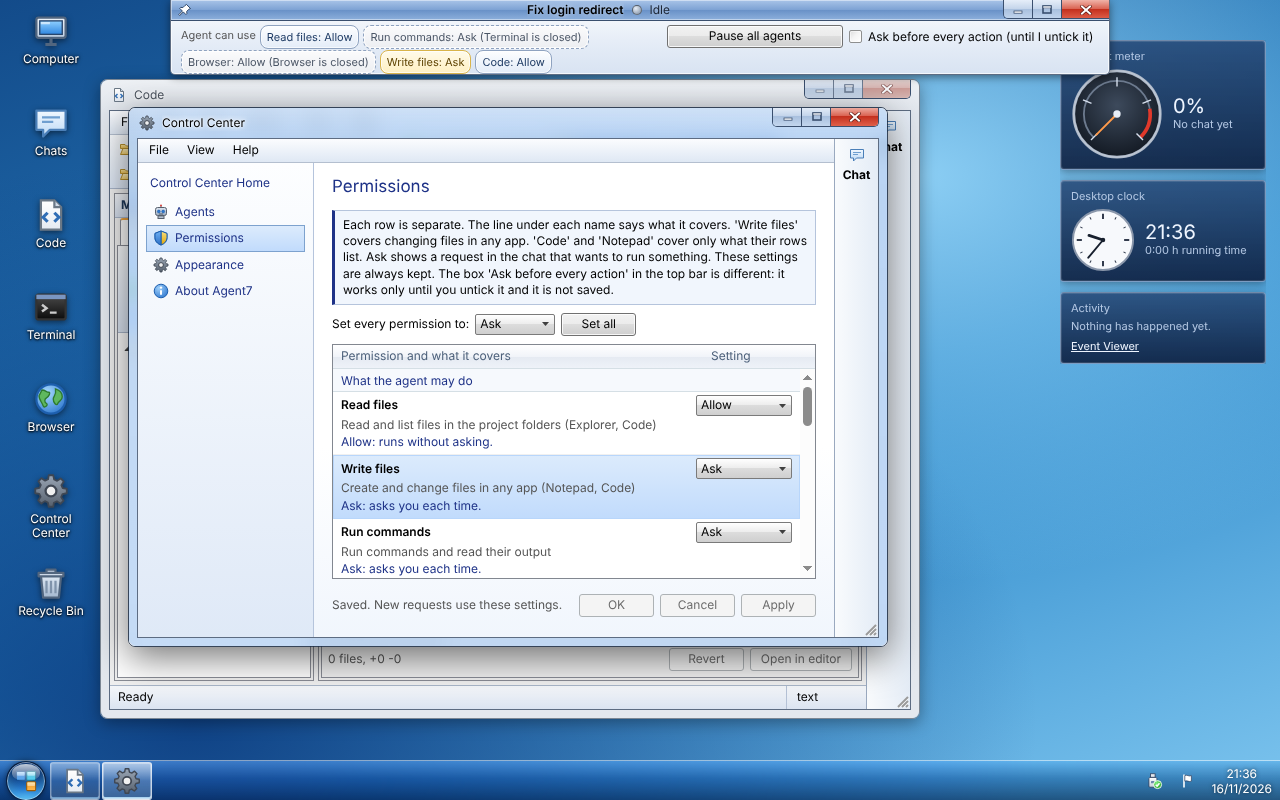 Fix login redirect
Idle
Agent can use
Read files: Allow
Run commands: Ask (Terminal is closed)
Browser: Allow (Browser is closed)
Write files: Ask
Code: Allow
Pause all agents
Ask before every action (until I untick it)
Computer
Chats
Code
Terminal
Browser
Control
Center
Recycle Bin
Code
Control Center
File
View
Help
Control Center Home
Agents
Permissions
Appearance
About Agent7
Permissions
Each row is separate. The line under each name says what it covers. 'Write files'
covers changing files in any app. 'Code' and 'Notepad' cover only what their rows
list. Ask shows a request in the chat that wants to run something. These settings
are always kept. The box 'Ask before every action' in the top bar is different: it
works only until you untick it and it is not saved.
Set every permission to:
Ask
Set all
Permission and what it covers
Setting
What the agent may do
Read files
Allow
Read and list files in the project folders (Explorer, Code)
Allow: runs without asking.
Write files
Ask
Create and change files in any app (Notepad, Code)
Ask: asks you each time.
Run commands
Ask
Run commands and read their output
Ask: asks you each time.
Saved. New requests use these settings.
OK
Cancel
Apply
Chat
0 files, +0 -0
Revert
Open in editor
Ready
text
meter
0%
No chat yet
Desktop clock
21:36
0:00 h running time
Activity
Nothing has happened yet.
Event Viewer
21:36
16/11/2026